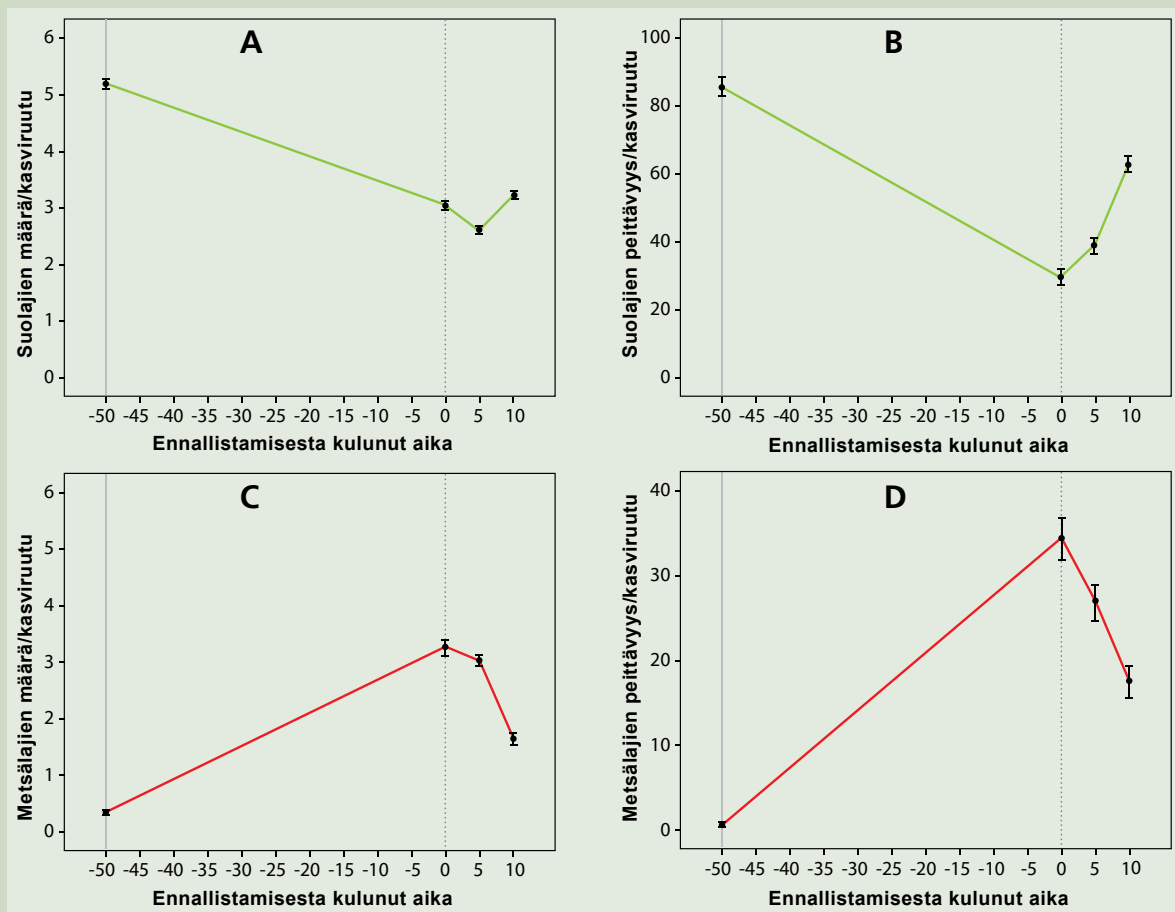 A
Suolajien määrä/kasviruutu
6
5
4
3
2
1
0
-50 -45 -40 -35 -30 -25 -20 -15 -10 -5 0 5 10
Ennallistamisesta kulunut aika
B
Suolajien peittävyys/kasviruutu
100
80
60
40
20
0
-50 -45 -40 -35 -30 -25 -20 -15 -10 -5 0 5 10
Ennallistamisesta kulunut aika
C
Metsälajien määrä/kasviruutu
6
5
4
3
2
1
0
-50 -45 -40 -35 -30 -25 -20 -15 -10 -5 0 5 10
Ennallistamisesta kulunut aika
D
Metsälajien peittävyys/kasviruutu
40
30
20
10
0
-50 -45 -40 -35 -30 -25 -20 -15 -10 -5 0 5 10
Ennallistamisesta kulunut aika